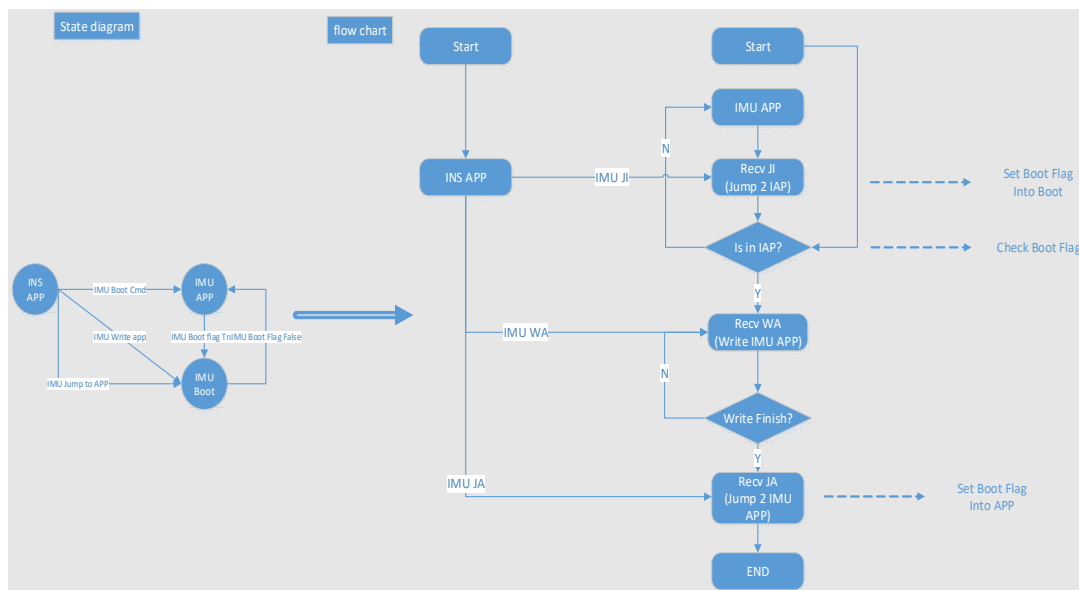 State diagram
flow chart
Start
Start
IMU APP
N
INS APP
IMU JI
Recv JI
(Jump 2 IAP)
Set Boot Flag
Into Boot
Is in IAP?
Check Boot Flag
INS
APP
IMU Boot Cmd
IMU
APP
Y
IMU Write app
IMU Boot flag
IMU Boot Flag False
IMU WA
Recv WA
(Write IMU APP)
IMU Jump to APP
IMU
Boot
N
Write Finish?
Y
IMU JA
Recv JA
(Jump 2 IMU
APP)
Set Boot Flag
Into APP
END